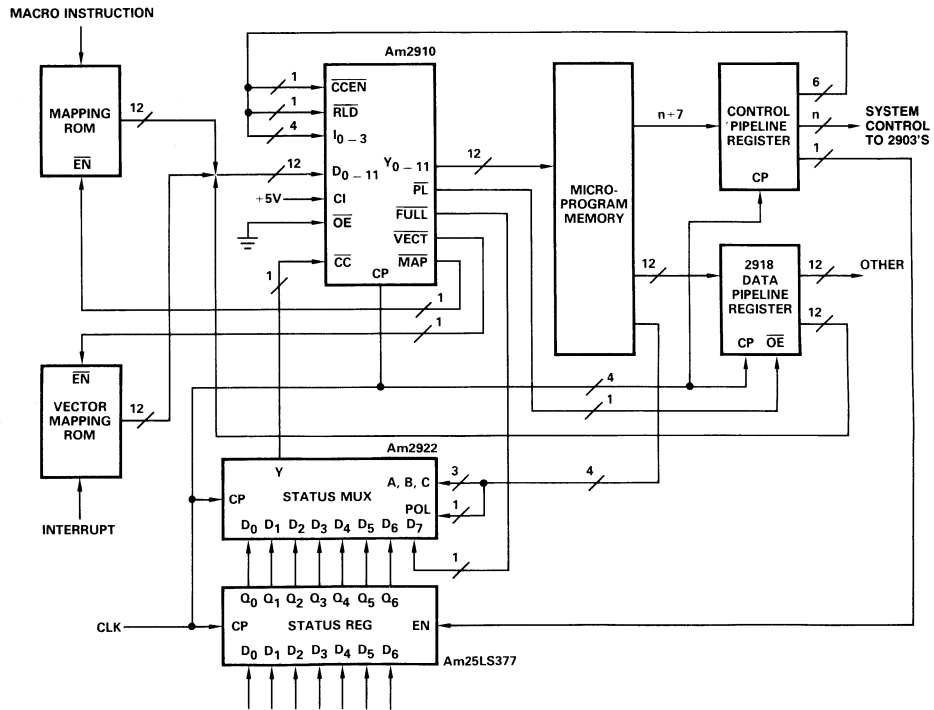 MACRO INSTRUCTION
Am2910
MAPPING
ROM
EN
12
1
CCEN
1
RLD
4
I0 – 3
12
D0 – 11
+5V
CI
OE
CC
1
CP
Y0 – 11
PL
FULL
VECT
MAP
12
1
1
MICRO-
PROGRAM
MEMORY
n+7
12
CONTROL
PIPELINE
REGISTER
CP
6
n
1
SYSTEM
CONTROL
TO 2903'S
2918
DATA
PIPELINE
REGISTER
CP OE
12
OTHER
12
4
1
EN
VECTOR
MAPPING
ROM
12
INTERRUPT
Am2922
Y
CP
STATUS MUX
A, B, C
POL
D0 D1 D2 D3 D4 D5 D6 D7
3
4
1
1
Q0 Q1 Q2 Q3 Q4 Q5 Q6
CLK
CP
STATUS REG
EN
D0 D1 D2 D3 D4 D5 D6
Am25LS377